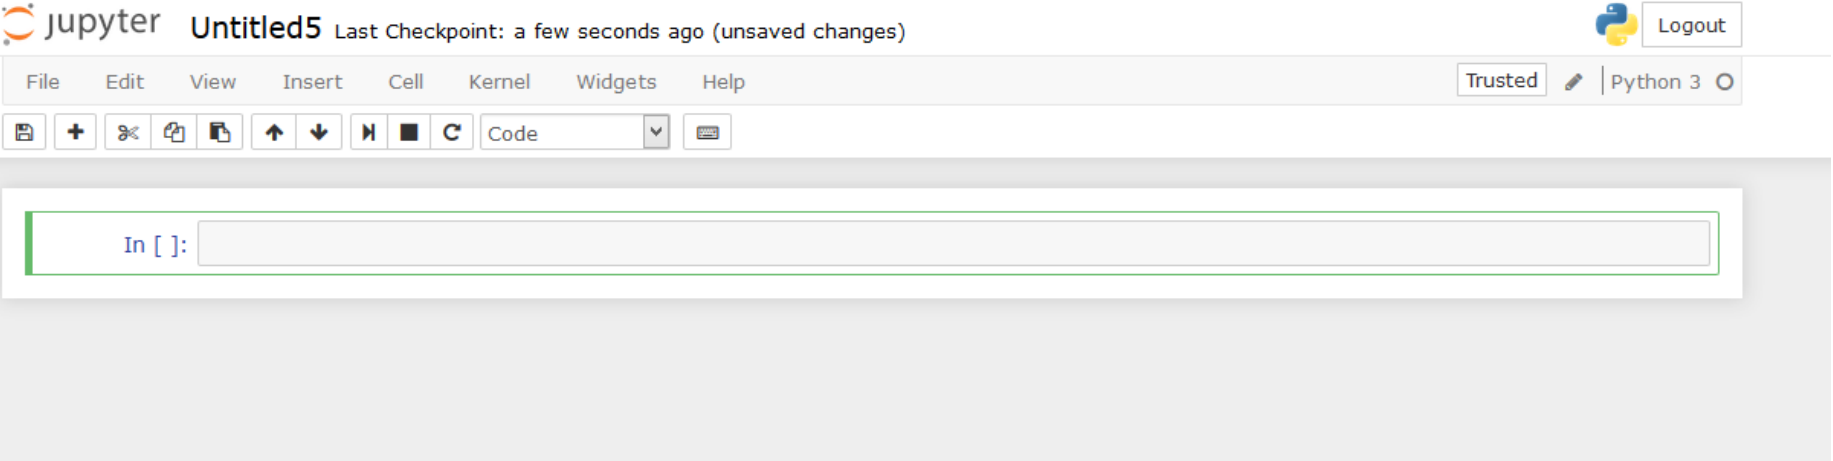 jupyter Untitled5 Last Checkpoint: a few seconds ago (unsaved changes) Logout
File Edit View Insert Cell Kernel Widgets Help Trusted Python 3
Code
In [ ]: